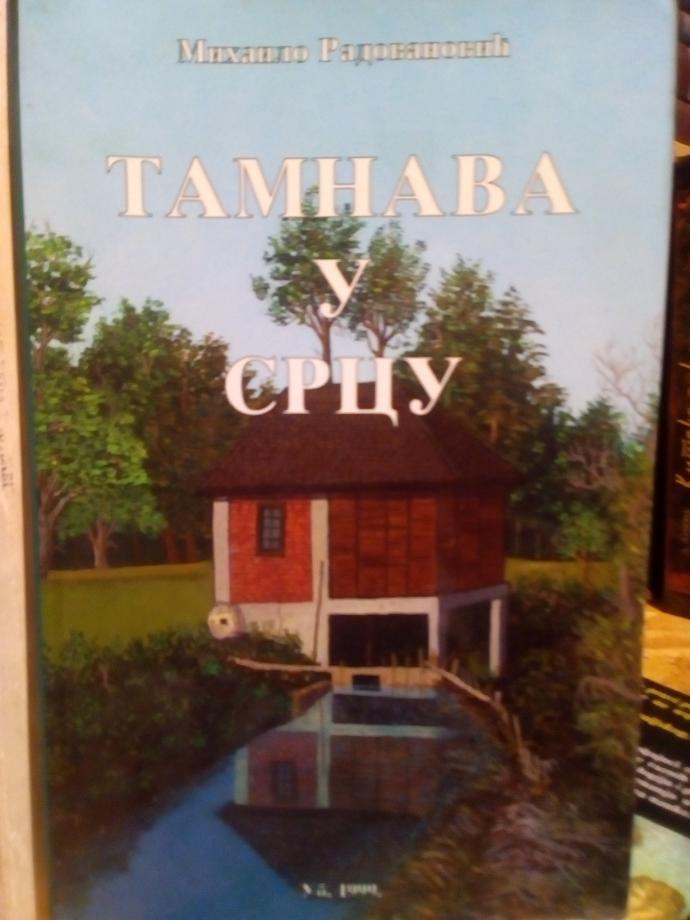 Михаило Радовановић
ТАМНАВА
У
СРЦУ
Уб, 1999.